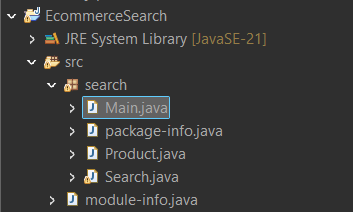 EcommerceSearch
JRE System Library [JavaSE-21]
src
search
Main.java
package-info.java
Product.java
Search.java
module-info.java